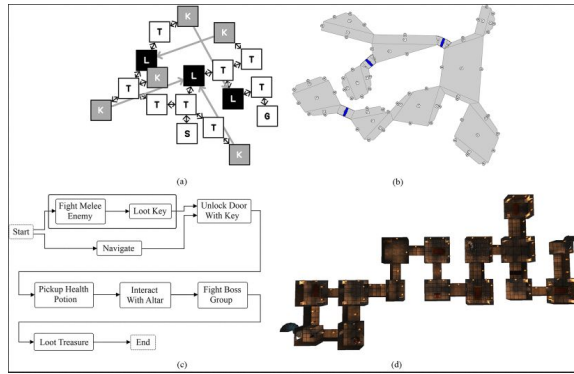 K
T
K
L
T
K
L
T
K
T
T
K
T
T
L
S
T
G
K
(a)
(b)
Fight Melee
Enemy
Loot Key
Unlock Door
With Key
Start
Navigate
Pickup Health
Potion
Interact
With Altar
Fight Boss
Group
Loot Treasure
End
(c)
(d)